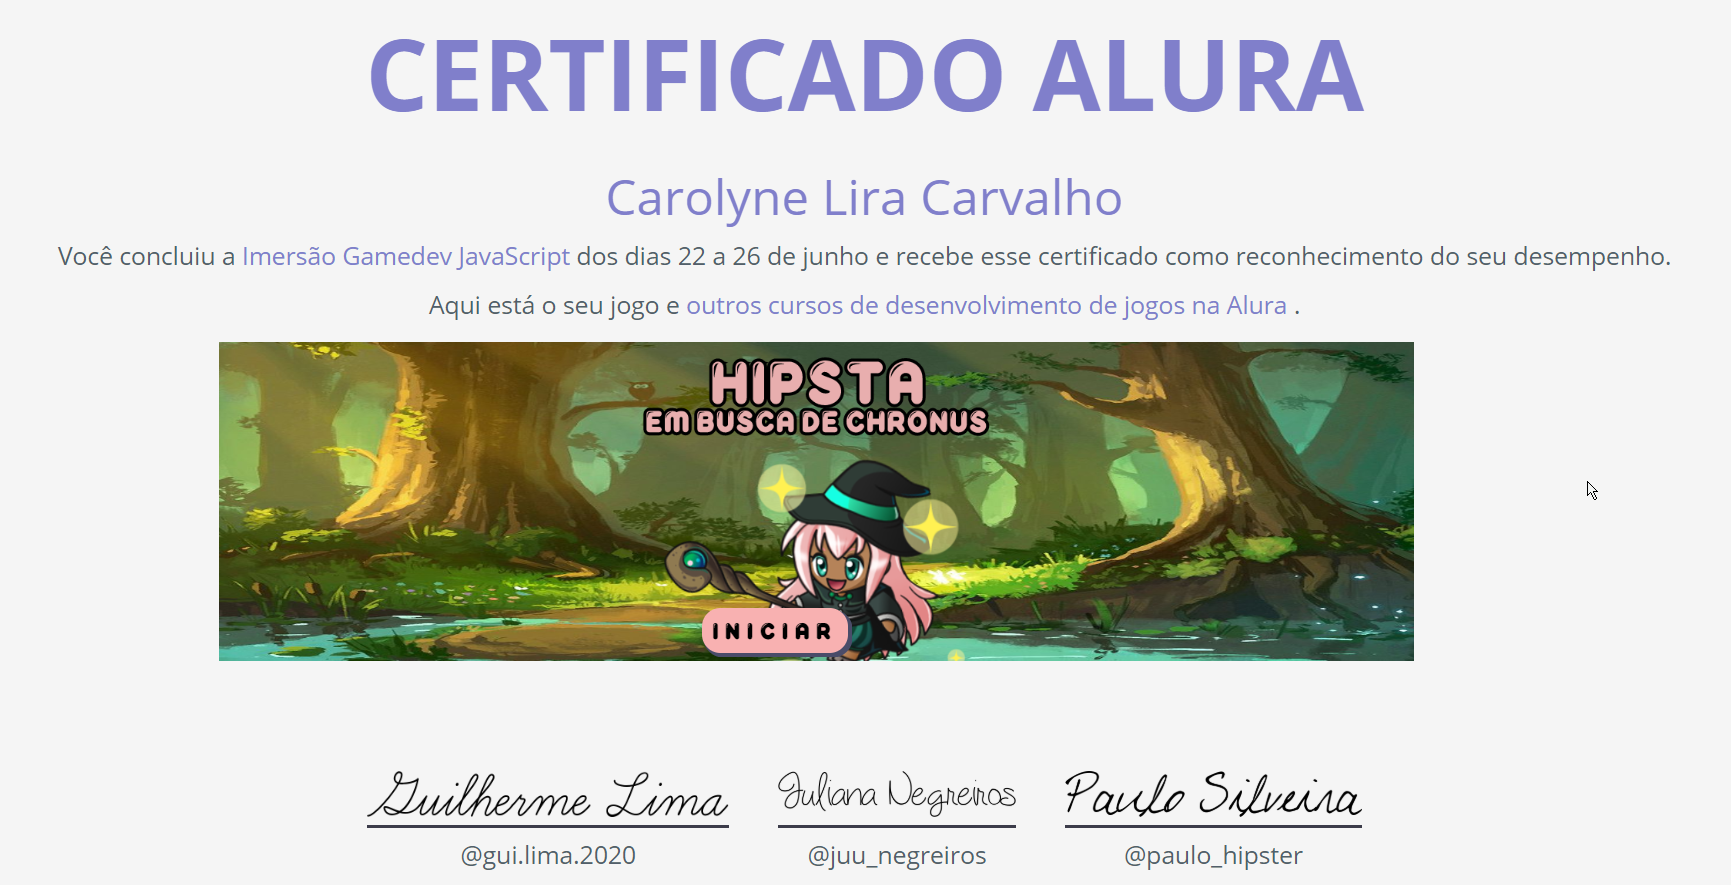 CERTIFICADO ALURA
Carolyne Lira Carvalho
Você concluiu a Imersão Gamedev JavaScript dos dias 22 a 26 de junho e recebe esse certificado como reconhecimento do seu desempenho.
Aqui está o seu jogo e outros cursos de desenvolvimento de jogos na Alura .
HIPSTA
EM BUSCA DE CHRONUS
INICIAR
Guilherme Lima Juliana Negreiros Paulo Silveira
@gui.lima.2020 @juu_negreiros @paulo_hipster